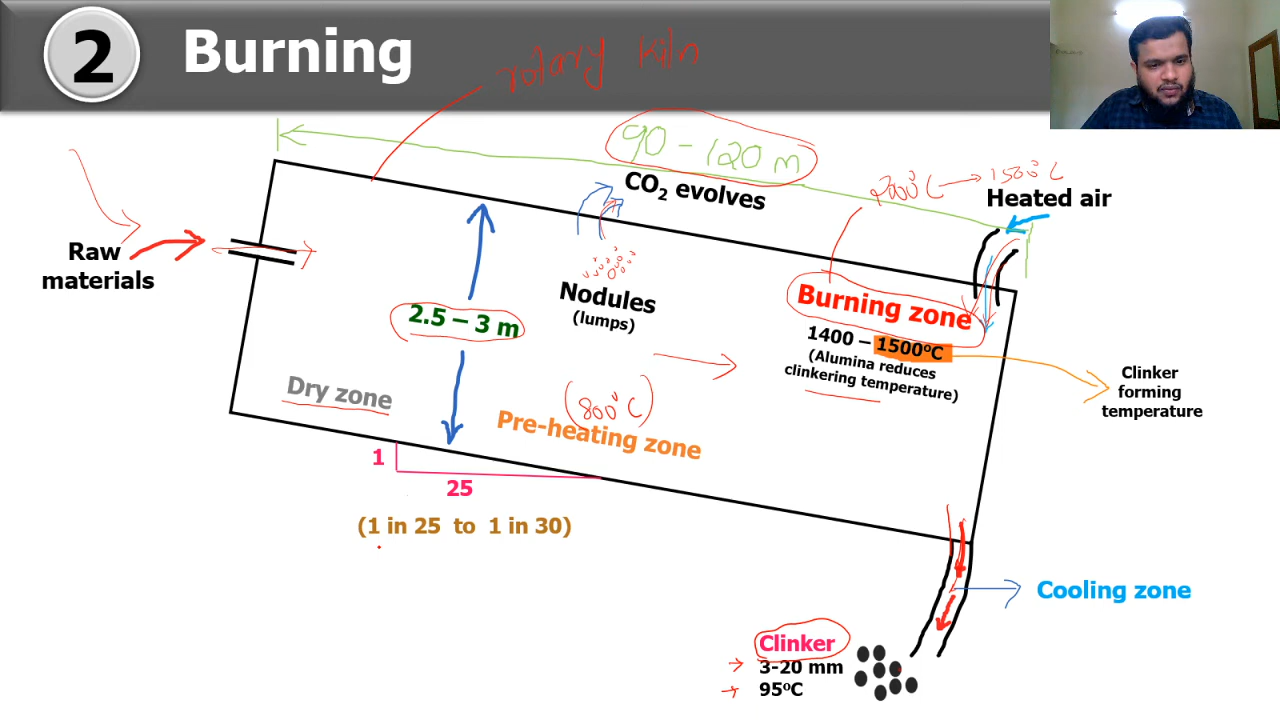 2
Burning
rotary kiln
90 - 120 m
CO₂ evolves
2000°C → 1500°C
Heated air
Raw
materials
Nodules
(lumps)
Burning zone
2.5 – 3 m
1400 – 1500°C
(Alumina reduces
clinkering temperature)
Clinker
forming
temperature
Dry zone
(800°C)
Pre-heating zone
1
25
(1 in 25 to 1 in 30)
Cooling zone
Clinker
3-20 mm
95°C